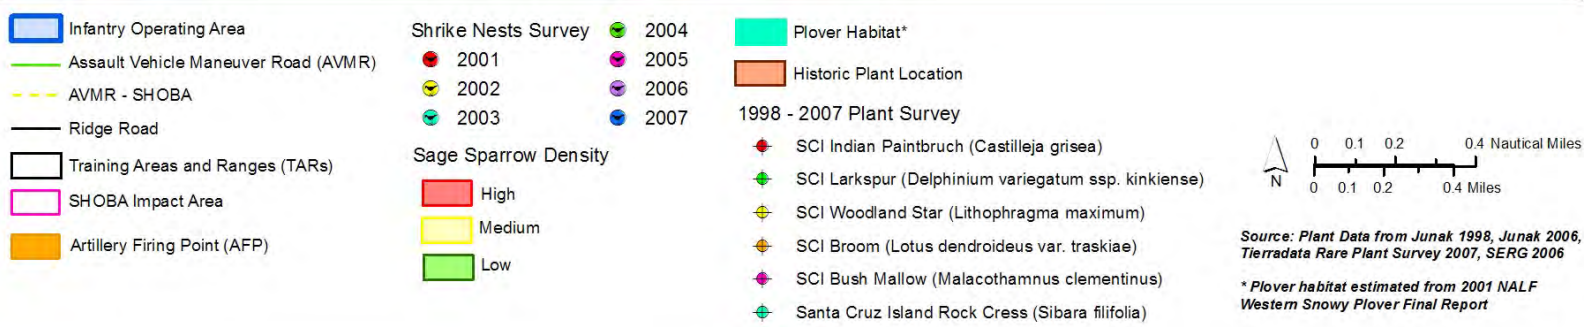 Infantry Operating Area
Assault Vehicle Maneuver Road (AVMR)
AVMR - SHOBA
Ridge Road
Training Areas and Ranges (TARs)
SHOBA Impact Area
Artillery Firing Point (AFP)
Shrike Nests Survey
2001
2002
2003
2004
2005
2006
2007
Sage Sparrow Density
High
Medium
Low
Plover Habitat*
Historic Plant Location
1998 - 2007 Plant Survey
SCI Indian Paintbruch (Castilleja grisea)
SCI Larkspur (Delphinium variegatum ssp. kinkiense)
SCI Woodland Star (Lithophragma maximum)
SCI Broom (Lotus dendroideus var. traskiae)
SCI Bush Mallow (Malacothamnus clementinus)
Santa Cruz Island Rock Cress (Sibara filifolia)
N
0 0.1 0.2 0.4 Nautical Miles
0 0.1 0.2 0.4 Miles
Source: Plant Data from Junak 1998, Junak 2006,
Tierradata Rare Plant Survey 2007, SERG 2006
* Plover habitat estimated from 2001 NALF
Western Snowy Plover Final Report